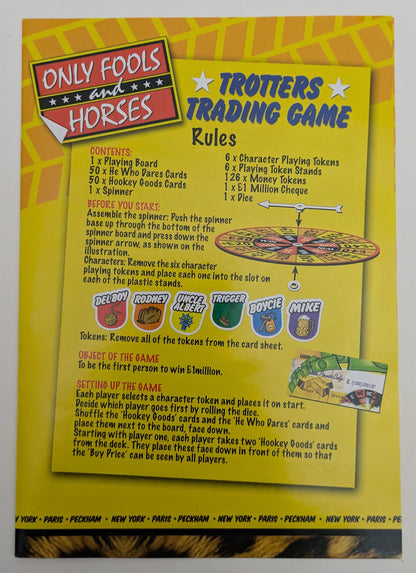 ONLY FOOLS
and
HORSES
TROTTERS
TRADING GAME
Rules
CONTENTS:
1 x Playing Board
50 x He Who Dares Cards
50 x Hookey Goods Cards
1 x Spinner
6 x Character Playing Tokens
6 x Playing Token Stands
126 x Money Tokens
1 x £1 Million Cheque
1 x Dice
BEFORE YOU START:
Assemble the spinner: Push the spinner
base up through the bottom of the
spinner board and press down the
spinner arrow, as shown on the
illustration.
Characters: Remove the six character
playing tokens and place each one into the slot on
each of the plastic stands.
DEL BOY
RODNEY
UNCLE
ALBERT
TRIGGER
BOYCIE
MIKE
Tokens: Remove all of the tokens from the card sheet.
OBJECT OF THE GAME
To be the first person to win £1million.
£1,000,000.00
SETTING UP THE GAME
Each player selects a character token and places it on start.
Decide which player goes first by rolling the dice.
Shuffle the 'Hookey Goods' cards and the 'He Who Dares' cards and
place them next to the board, face down.
Starting with player one, each player takes two 'Hookey Goods' cards
from the deck. They place these face down in front of them so that
the 'Buy Price' can be seen by all players.
NEW YORK • PARIS • PECKHAM • NEW YORK • PARIS • PECKHAM • NEW YORK • PARIS • PECKHAM • NEW YORK • PARIS • PE